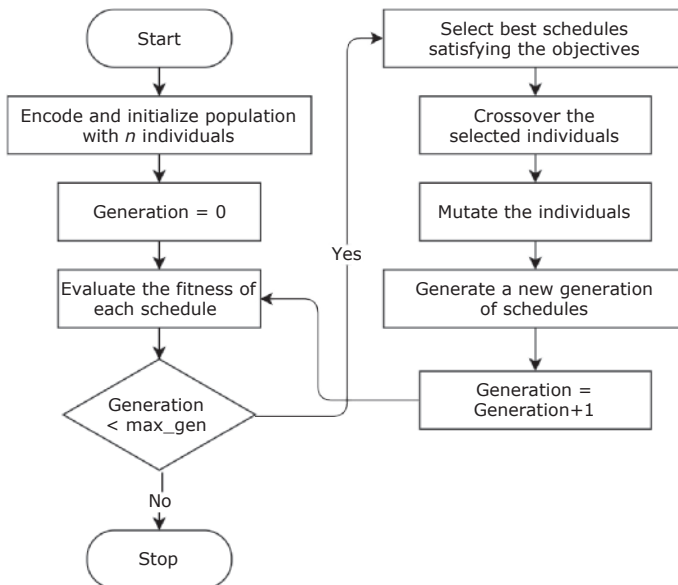 Start
Encode and initialize population
with n individuals
Generation = 0
Evaluate the fitness of
each schedule
Generation
< max_gen
No
Stop
Yes
Select best schedules
satisfying the objectives
Crossover the
selected individuals
Mutate the individuals
Generate a new generation
of schedules
Generation =
Generation+1